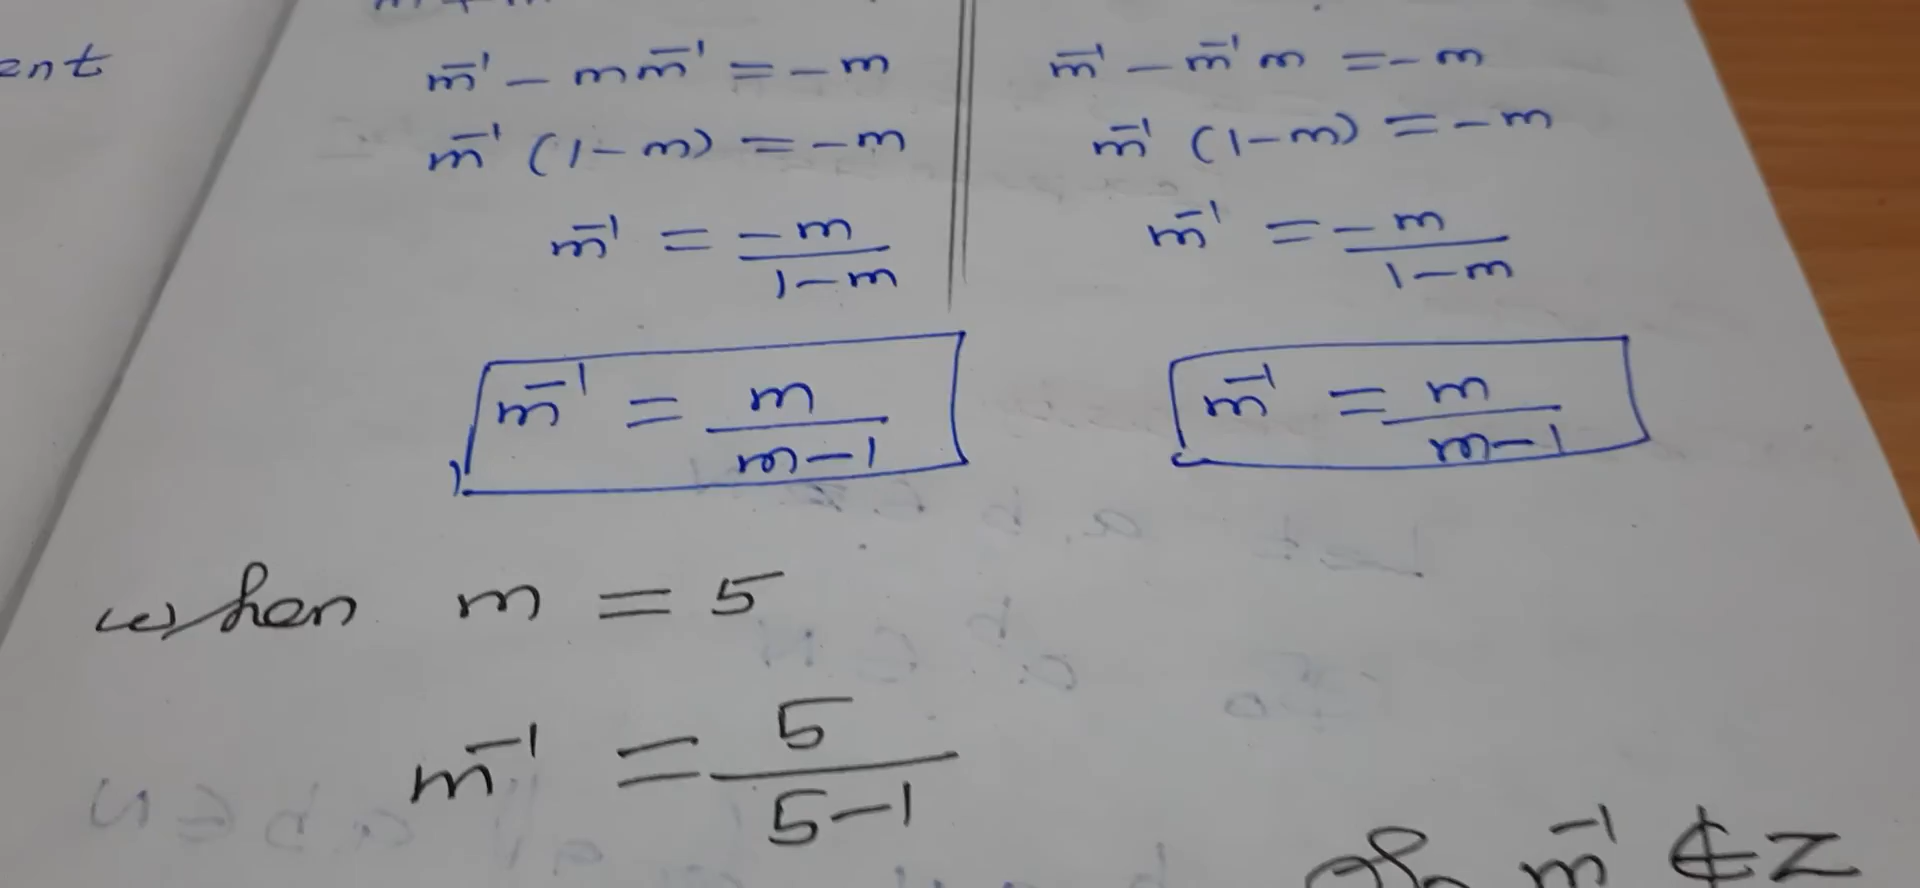 ent
m⁻¹ - m m⁻¹ = -m
m⁻¹ (1-m) = -m
m⁻¹ = -m/(1-m)
m⁻¹ = m/(m-1)
m⁻¹ - m⁻¹ m = -m
m⁻¹ (1-m) = -m
m⁻¹ = -m/(1-m)
m⁻¹ = m/(m-1)
when m = 5
m⁻¹ = 5/(5-1)
m⁻¹ ∉ Z